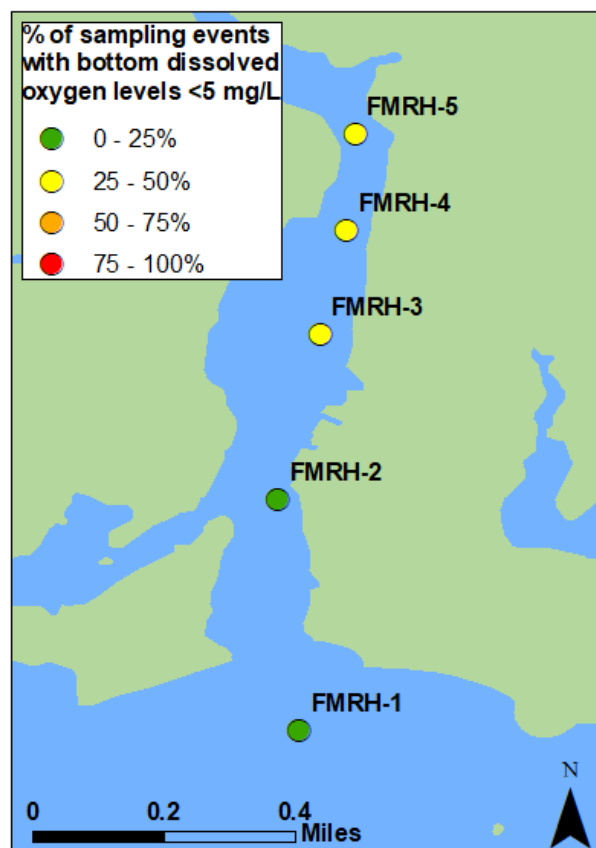 % of sampling events
with bottom dissolved
oxygen levels <5 mg/L
0 - 25%
25 - 50%
50 - 75%
75 - 100%
FMRH-5
FMRH-4
FMRH-3
FMRH-2
FMRH-1
N
0 0.2 0.4
Miles